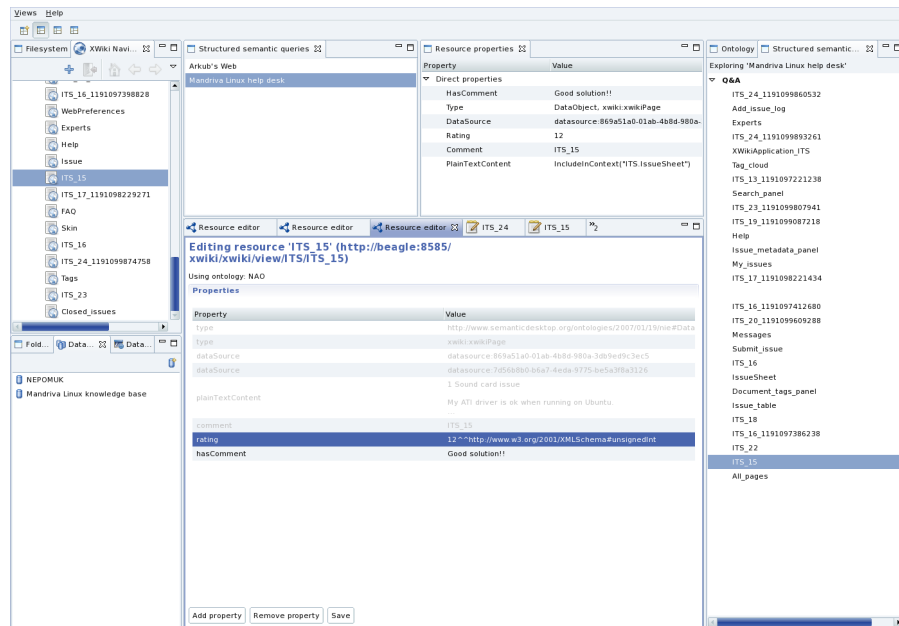 Views Help
Filesystem XWiki Navi...
ITS_16_1191097398828
WebPreferences
Experts
Help
Issue
ITS_15
ITS_17_1191098229271
FAQ
Skin
ITS_16
ITS_24_1191099874758
Tags
ITS_23
Closed_issues
Fold... Data... Data...
NEPOMUK
Mandriva Linux knowledge base
Structured semantic queries
Arkub's Web
Mandriva Linux help desk
Resource properties
Property Value
Direct properties
HasComment Good solution!!
Type DataObject, xwiki:xwikiPage
DataSource datasource:869a51a0-01ab-4b8d-980a-
Rating 12
Comment ITS_15
PlainTextContent IncludeInContext("ITS.IssueSheet")
Resource editor Resource editor Resource editor ITS_24 ITS_15 »2
Editing resource 'ITS_15' (http://beagle:8585/
xwiki/xwiki/view/ITS/ITS_15)
Using ontology: NAO
Properties
Property Value
type http://www.semanticdesktop.org/ontologies/2007/01/19/nie#Data
type xwiki:xwikiPage
dataSource datasource:869a51a0-01ab-4b8d-980a-3db9ed9c3ec5
dataSource datasource:7d56b8b0-b6a7-4eda-9775-be5a3f8a3126
1 Sound card issue
plainTextContent
My ATI driver is ok when running on Ubuntu.
...
comment ITS_15
rating 12^^http://www.w3.org/2001/XMLSchema#unsignedInt
hasComment Good solution!!
Add property Remove property Save
Ontology Structured semantic...
Exploring 'Mandriva Linux help desk'
Q&A
ITS_24_1191099860532
Add_issue_log
Experts
ITS_24_1191099893261
XWikiApplication_ITS
Tag_cloud
ITS_13_1191097221238
Search_panel
ITS_23_1191099807941
ITS_19_1191099087218
Help
Issue_metadata_panel
My_issues
ITS_17_1191098221434
ITS_16_1191097412680
ITS_20_1191099609288
Messages
Submit_issue
ITS_16
IssueSheet
Document_tags_panel
Issue_table
ITS_18
ITS_16_1191097386238
ITS_22
ITS_15
All_pages